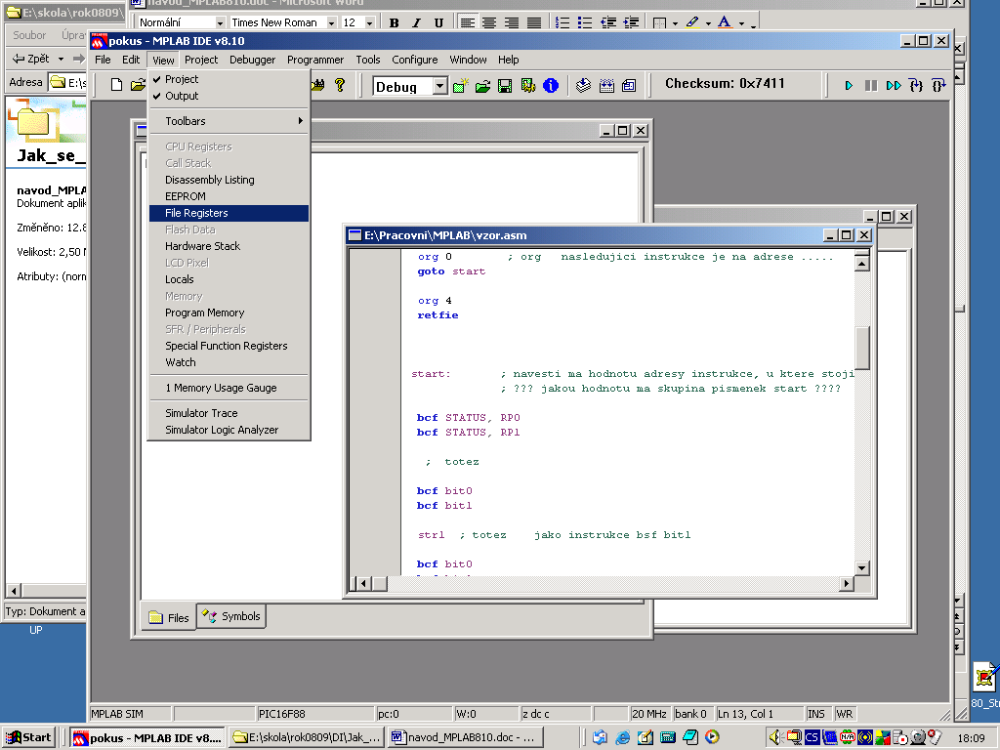 navod_MPLAB810.doc - Microsoft Word
E:\skola\rok0809\
Normální
Times New Roman
12
B I U
A
Soubor
Zpět
Adresa
E:\
Jak_se_
navod_MPLA
Dokument aplik
Změněno: 12.8
Velikost: 2,50 M
Atributy: (norm
Typ: Dokument a
UP
pokus - MPLAB IDE v8.10
File Edit View Project Debugger Programmer Tools Configure Window Help
Debug
Checksum: 0x7411
Project
Output
Toolbars
CPU Registers
Call Stack
Disassembly Listing
EEPROM
File Registers
Flash Data
Hardware Stack
LCD Pixel
Locals
Memory
Program Memory
SFR / Peripherals
Special Function Registers
Watch
1 Memory Usage Gauge
Simulator Trace
Simulator Logic Analyzer
E:\Pracovni\MPLAB\vzor.asm
org 0 ; org nasledujici instrukce je na adrese .....
goto start
org 4
retfie
start: ; navesti ma hodnotu adresy instrukce, u ktere stoji
; ??? jakou hodnotu ma skupina pismenek start ????
bcf STATUS, RP0
bcf STATUS, RP1
; totez
bcf bit0
bcf bit1
str1 ; totez jako instrukce bsf bit1
bcf bit0
Files
Symbols
MPLAB SIM PIC16F88 pc:0 W:0 z dc c 20 MHz bank 0 Ln 13, Col 1 INS WR
80_Str
Start
pokus - MPLAB IDE v8....
E:\skola\rok0809\DI\Jak_...
navod_MPLAB810.doc - ...
CS
18:09